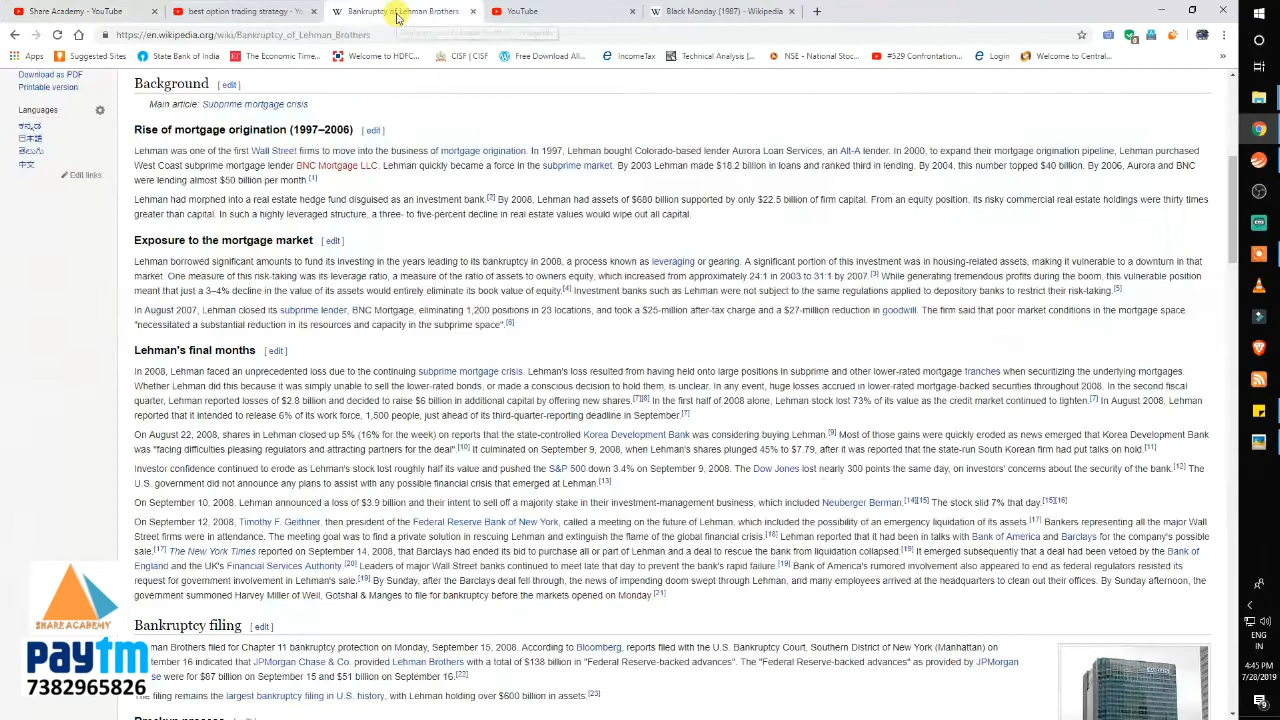 Share Academy - YouTube
best option trading strategy - Yo
Bankruptcy of Lehman Brothers
YouTube
Black Monday (1987) - Wikipedia
https://en.wikipedia.org/wiki/Bankruptcy_of_Lehman_Brothers
Apps
Suggested Sites
State Bank of India
The Economic Time...
Welcome to HDFC...
CISF | CISF
Free Download All...
IncomeTax
Technical Analysis |...
NSE - National Stoc...
#529 Confrontation...
Login
Welcome to Central...
Download as PDF
Printable version
Languages
ಕನ್ನಡ
日本語
తెలుగు
中文
Edit links
Background [ edit ]
Main article: Subprime mortgage crisis
Rise of mortgage origination (1997–2006) [ edit ]
Lehman was one of the first Wall Street firms to move into the business of mortgage origination. In 1997, Lehman bought Colorado-based lender Aurora Loan Services, an Alt-A lender. In 2000, to expand their mortgage origination pipeline, Lehman purchased
West Coast subprime mortgage lender BNC Mortgage LLC. Lehman quickly became a force in the subprime market. By 2003 Lehman made $18.2 billion in loans and ranked third in lending. By 2004, this number topped $40 billion. By 2006, Aurora and BNC
were lending almost $50 billion per month.[1]
Lehman had morphed into a real estate hedge fund disguised as an investment bank.[2] By 2008, Lehman had assets of $680 billion supported by only $22.5 billion of firm capital. From an equity position, its risky commercial real estate holdings were thirty times
greater than capital. In such a highly leveraged structure, a three- to five-percent decline in real estate values would wipe out all capital.
Exposure to the mortgage market [ edit ]
Lehman borrowed significant amounts to fund its investing in the years leading to its bankruptcy in 2008, a process known as leveraging or gearing. A significant portion of this investment was in housing-related assets, making it vulnerable to a downturn in that
market. One measure of this risk-taking was its leverage ratio, a measure of the ratio of assets to owners equity, which increased from approximately 24:1 in 2003 to 31:1 by 2007.[3] While generating tremendous profits during the boom, this vulnerable position
meant that just a 3–4% decline in the value of its assets would entirely eliminate its book value of equity.[4] Investment banks such as Lehman were not subject to the same regulations applied to depository banks to restrict their risk-taking.[5]
In August 2007, Lehman closed its subprime lender, BNC Mortgage, eliminating 1,200 positions in 23 locations, and took a $25-million after-tax charge and a $27-million reduction in goodwill. The firm said that poor market conditions in the mortgage space
"necessitated a substantial reduction in its resources and capacity in the subprime space".[6]
Lehman's final months [ edit ]
In 2008, Lehman faced an unprecedented loss due to the continuing subprime mortgage crisis. Lehman's loss resulted from having held onto large positions in subprime and other lower-rated mortgage tranches when securitizing the underlying mortgages.
Whether Lehman did this because it was simply unable to sell the lower-rated bonds, or made a conscious decision to hold them, is unclear. In any event, huge losses accrued in lower-rated mortgage-backed securities throughout 2008. In the second fiscal
quarter, Lehman reported losses of $2.8 billion and decided to raise $6 billion in additional capital by offering new shares.[7][8] In the first half of 2008 alone, Lehman stock lost 73% of its value as the credit market continued to tighten.[7] In August 2008, Lehman
reported that it intended to release 6% of its work force, 1,500 people, just ahead of its third-quarter-reporting deadline in September.[7]
On August 22, 2008, shares in Lehman closed up 5% (16% for the week) on reports that the state-controlled Korea Development Bank was considering buying Lehman.[9] Most of those gains were quickly eroded as news emerged that Korea Development Bank
was "facing difficulties pleasing regulators and attracting partners for the deal".[10] It culminated on September 9, 2008, when Lehman's shares plunged 45% to $7.79, after it was reported that the state-run South Korean firm had put talks on hold.[11]
Investor confidence continued to erode as Lehman's stock lost roughly half its value and pushed the S&P 500 down 3.4% on September 9, 2008. The Dow Jones lost nearly 300 points the same day, on investors' concerns about the security of the bank.[12] The
U.S. government did not announce any plans to assist with any possible financial crisis that emerged at Lehman.[13]
On September 10, 2008, Lehman announced a loss of $3.9 billion and their intent to sell off a majority stake in their investment-management business, which included Neuberger Berman.[14][15] The stock slid 7% that day.[15][16]
On September 12, 2008, Timothy F. Geithner, then president of the Federal Reserve Bank of New York, called a meeting on the future of Lehman, which included the possibility of an emergency liquidation of its assets.[17] Bankers representing all the major Wall
Street firms were in attendance. The meeting goal was to find a private solution in rescuing Lehman and extinguish the flame of the global financial crisis.[18] Lehman reported that it had been in talks with Bank of America and Barclays for the company's possible
sale.[17] The New York Times reported on September 14, 2008, that Barclays had ended its bid to purchase all or part of Lehman and a deal to rescue the bank from liquidation collapsed.[19] It emerged subsequently that a deal had been vetoed by the Bank of
England and the UK's Financial Services Authority.[20] Leaders of major Wall Street banks continued to meet late that day to prevent the bank's rapid failure.[19] Bank of America's rumored involvement also appeared to end as federal regulators resisted its
request for government involvement in Lehman's sale.[19] By Sunday, after the Barclays deal fell through, the news of impending doom swept through Lehman, and many employees arrived at the headquarters to clean out their offices. By Sunday afternoon, the
government summoned Harvey Miller of Weil, Gotshal & Manges to file for bankruptcy before the markets opened on Monday.[21]
Bankruptcy filing [ edit ]
man Brothers filed for Chapter 11 bankruptcy protection on Monday, September 15, 2008. According to Bloomberg, reports filed with the U.S. Bankruptcy Court, Southern District of New York (Manhattan) on
tember 16 indicated that JPMorgan Chase & Co. provided Lehman Brothers with a total of $138 billion in "Federal Reserve-backed advances". The "Federal Reserve-backed advances" as provided by JPMorgan
se were for $87 billion on September 15 and $51 billion on September 16.[22]
filing remains the largest bankruptcy filing in U.S. history, with Lehman holding over $600 billion in assets.[23]
SHARE ACADEMY
paytm
7382965826
ENG
IN
4:45 PM
7/28/2019